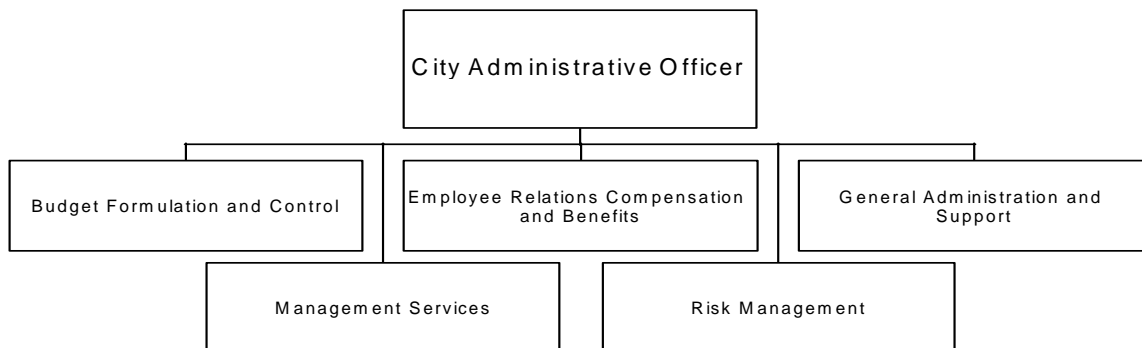 City Administrative Officer
Budget Formulation and Control
Employee Relations Compensation
and Benefits
General Administration and
Support
Management Services
Risk Management